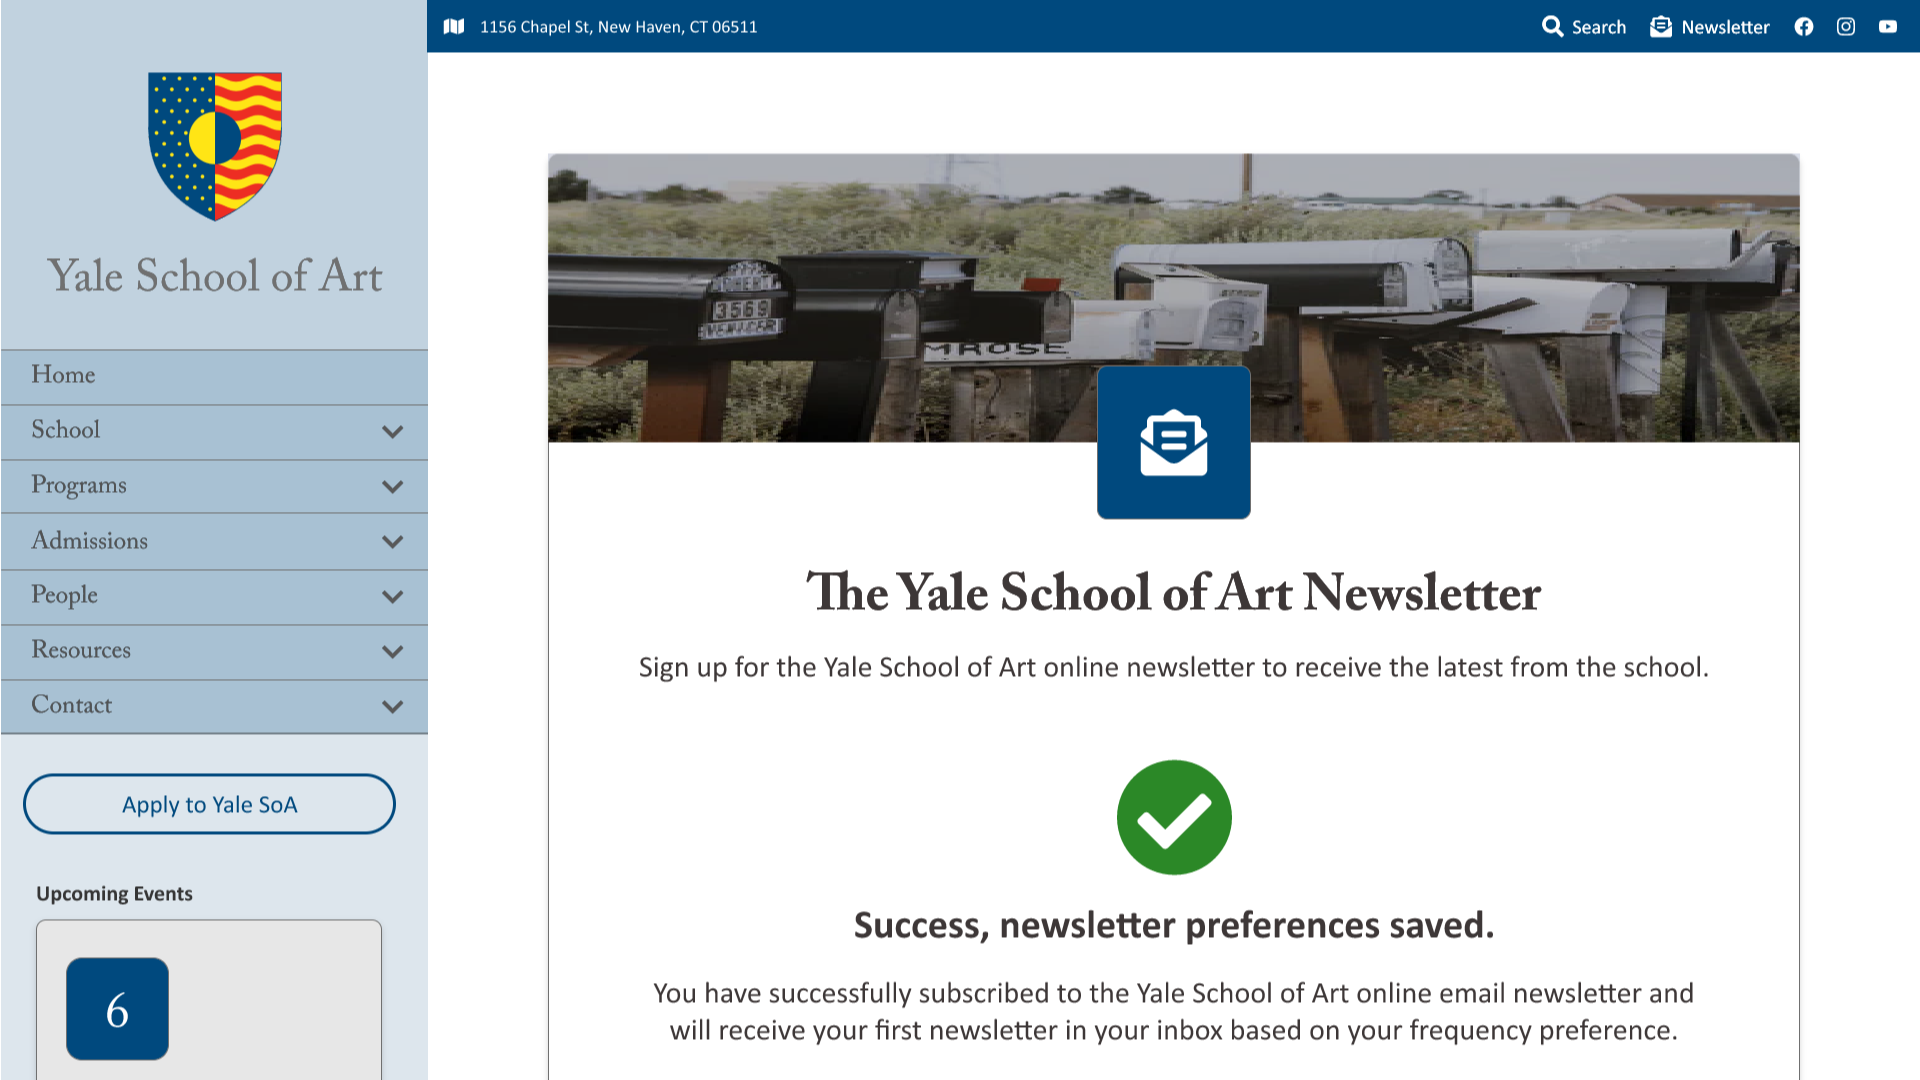 1156 Chapel St, New Haven, CT 06511
Search
Newsletter
Yale School of Art
Home
School
Programs
Admissions
People
Resources
Contact
Apply to Yale SoA
Upcoming Events
6
3569
MROSE
The Yale School of Art Newsletter
Sign up for the Yale School of Art online newsletter to receive the latest from the school.
Success, newsletter preferences saved.
You have successfully subscribed to the Yale School of Art online email newsletter and
will receive your first newsletter in your inbox based on your frequency preference.